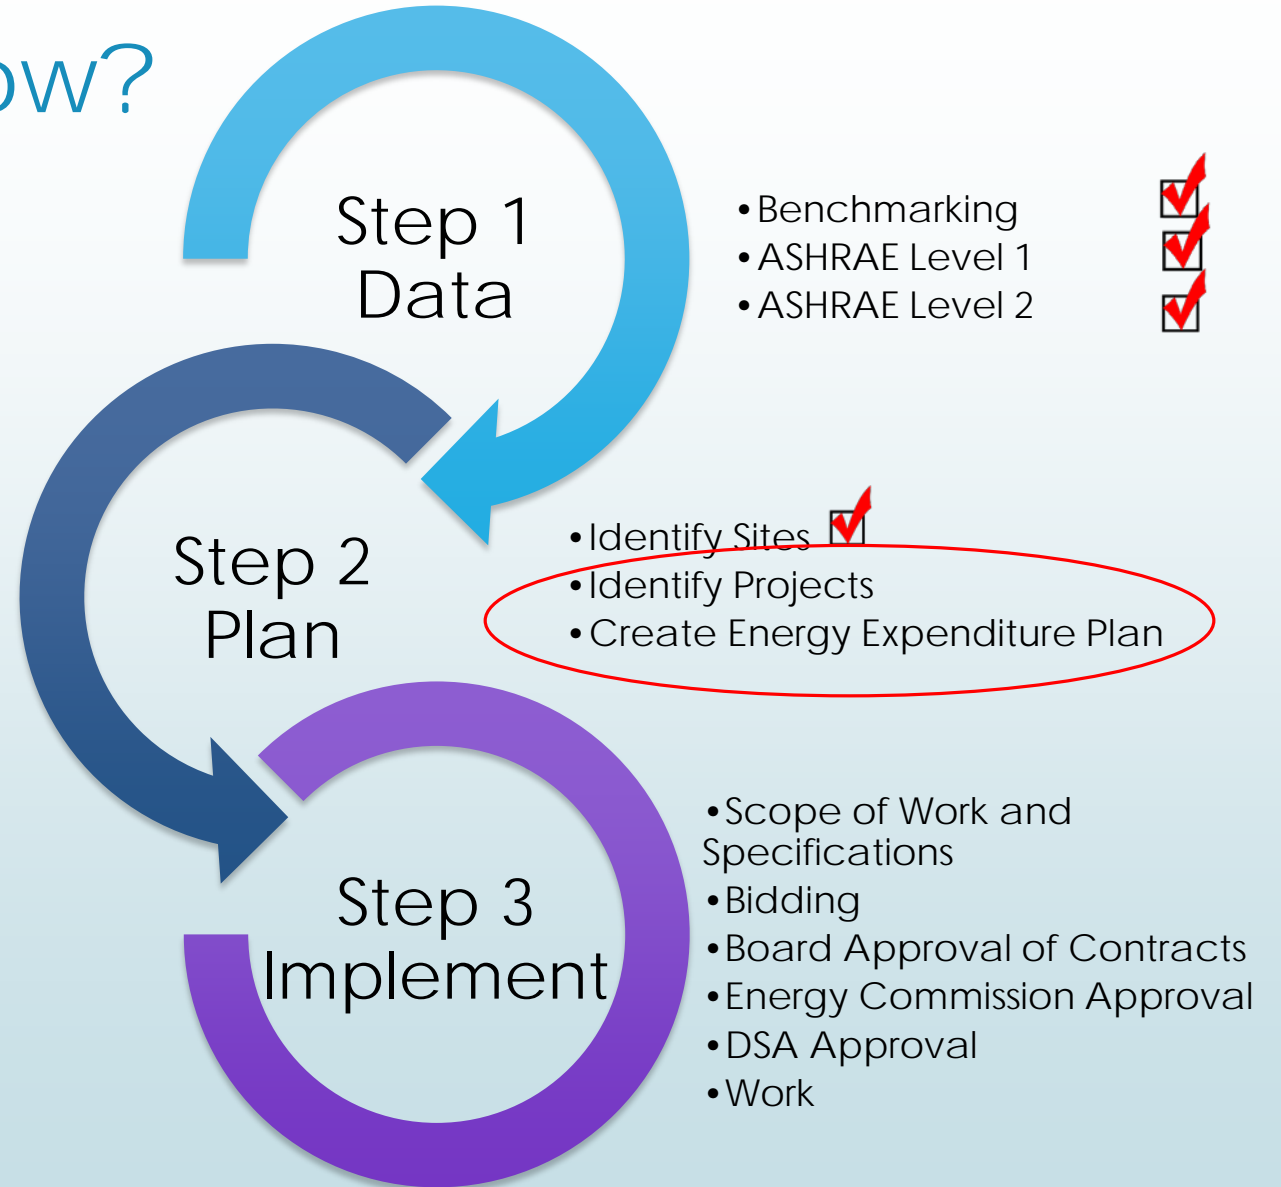 ow?
Step 1
Data
•Benchmarking
•ASHRAE Level 1
•ASHRAE Level 2
Step 2
Plan
•Identify Sites
•Identify Projects
•Create Energy Expenditure Plan
Step 3
Implement
•Scope of Work and
Specifications
•Bidding
•Board Approval of Contracts
•Energy Commission Approval
•DSA Approval
•Work